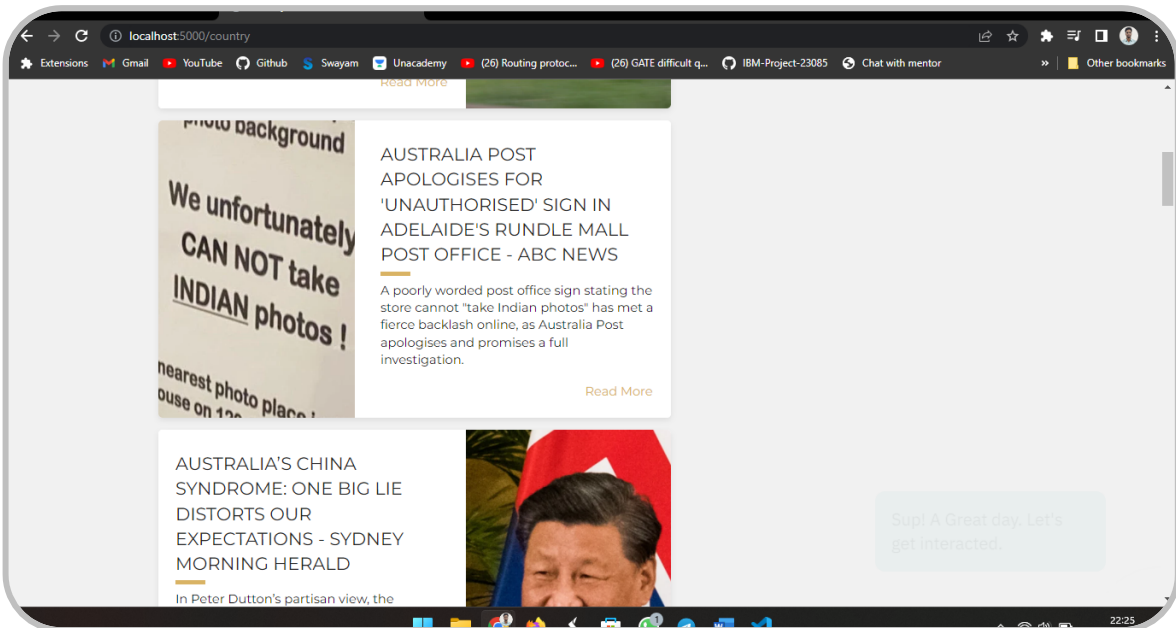 localhost:5000/country
Extensions Gmail YouTube Github Swayam Unacademy (26) Routing protoc... (26) GATE difficult q... IBM-Project-23085 Chat with mentor » Other bookmarks
Read More
photo background
We unfortunately
CAN NOT take
INDIAN photos !
nearest photo place
ouse on
AUSTRALIA POST
APOLOGISES FOR
'UNAUTHORISED' SIGN IN
ADELAIDE'S RUNDLE MALL
POST OFFICE - ABC NEWS
A poorly worded post office sign stating the
store cannot "take Indian photos" has met a
fierce backlash online, as Australia Post
apologises and promises a full
investigation.
Read More
AUSTRALIA’S CHINA
SYNDROME: ONE BIG LIE
DISTORTS OUR
EXPECTATIONS - SYDNEY
MORNING HERALD
In Peter Dutton’s partisan view, the
Sup! A Great day. Let's
get interacted.
22:25